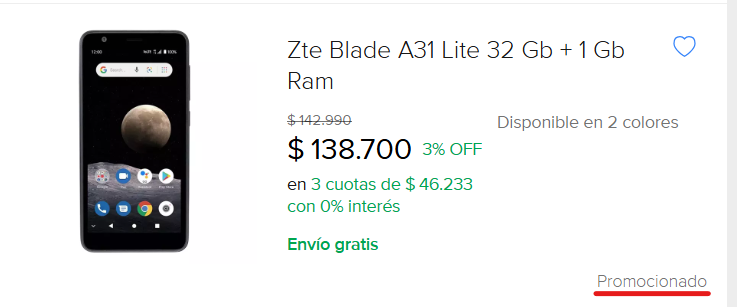 Zte Blade A31 Lite 32 Gb + 1 Gb
Ram
$ 142.990
Disponible en 2 colores
$ 138.700 3% OFF
en 3 cuotas de $ 46.233
con 0% interés
Envío gratis
Promocionado